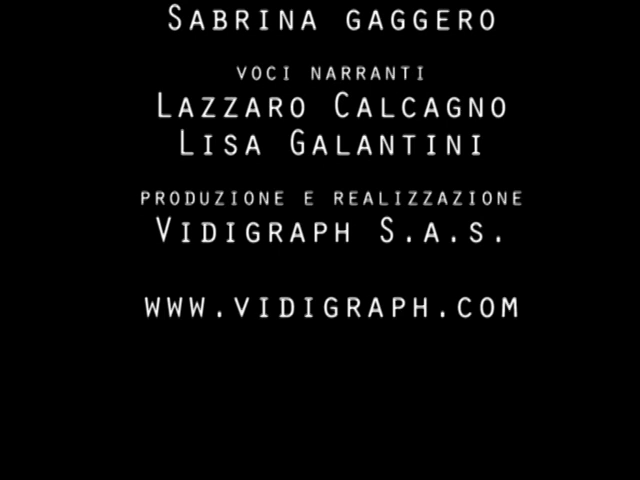 Sabrina gaggero
voci narranti
Lazzaro Calcagno
Lisa Galantini
produzione e realizzazione
Vidigraph S.a.s.
www.vidigraph.com